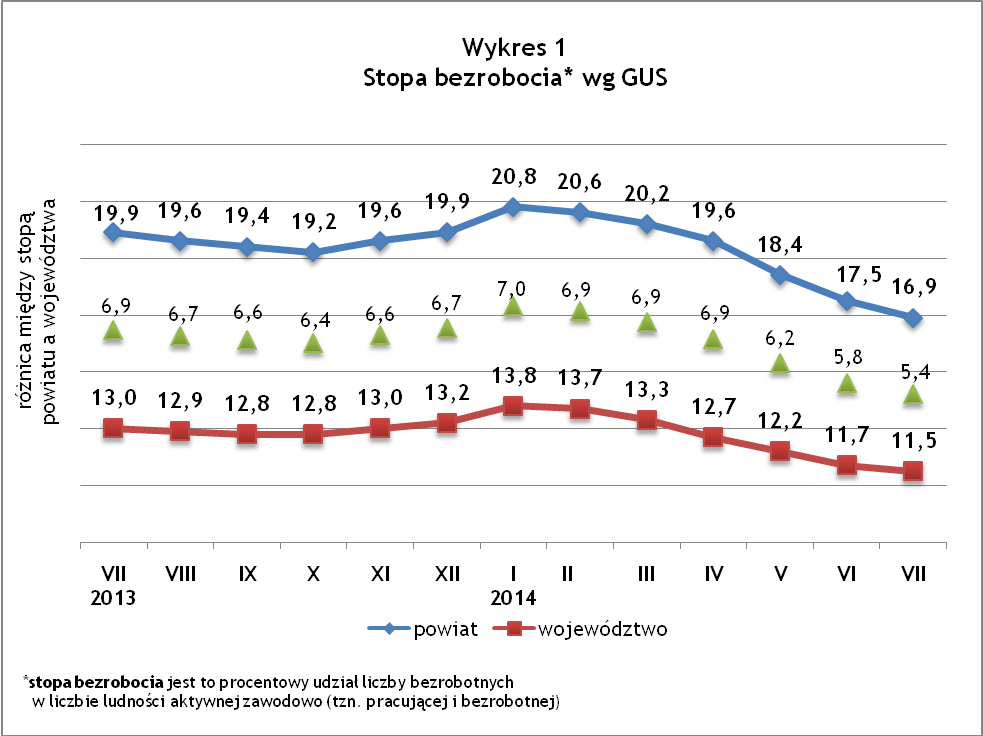 Wykres 1
Stopa bezrobocia* wg GUS
różnica między stopą
powiatu a województwa
19,9 19,6 19,4 19,2 19,6 19,9 20,8 20,6 20,2 19,6 18,4 17,5 16,9
6,9 6,7 6,6 6,4 6,6 6,7 7,0 6,9 6,9 6,9 6,2 5,8 5,4
13,0 12,9 12,8 12,8 13,0 13,2 13,8 13,7 13,3 12,7 12,2 11,7 11,5
VII VIII IX X XI XII I II III IV V VI VII
2013 2014
powiat województwo
*stopa bezrobocia jest to procentowy udział liczby bezrobotnych
w liczbie ludności aktywnej zawodowo (tzn. pracującej i bezrobotnej)